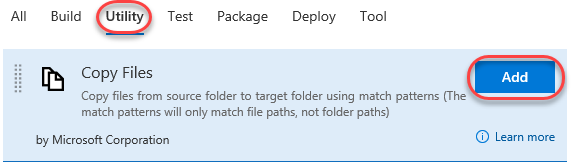 All Build Utility Test Package Deploy Tool
Copy Files
Add
Copy files from source folder to target folder using match patterns (The
match patterns will only match file paths, not folder paths)
by Microsoft Corporation
Learn more